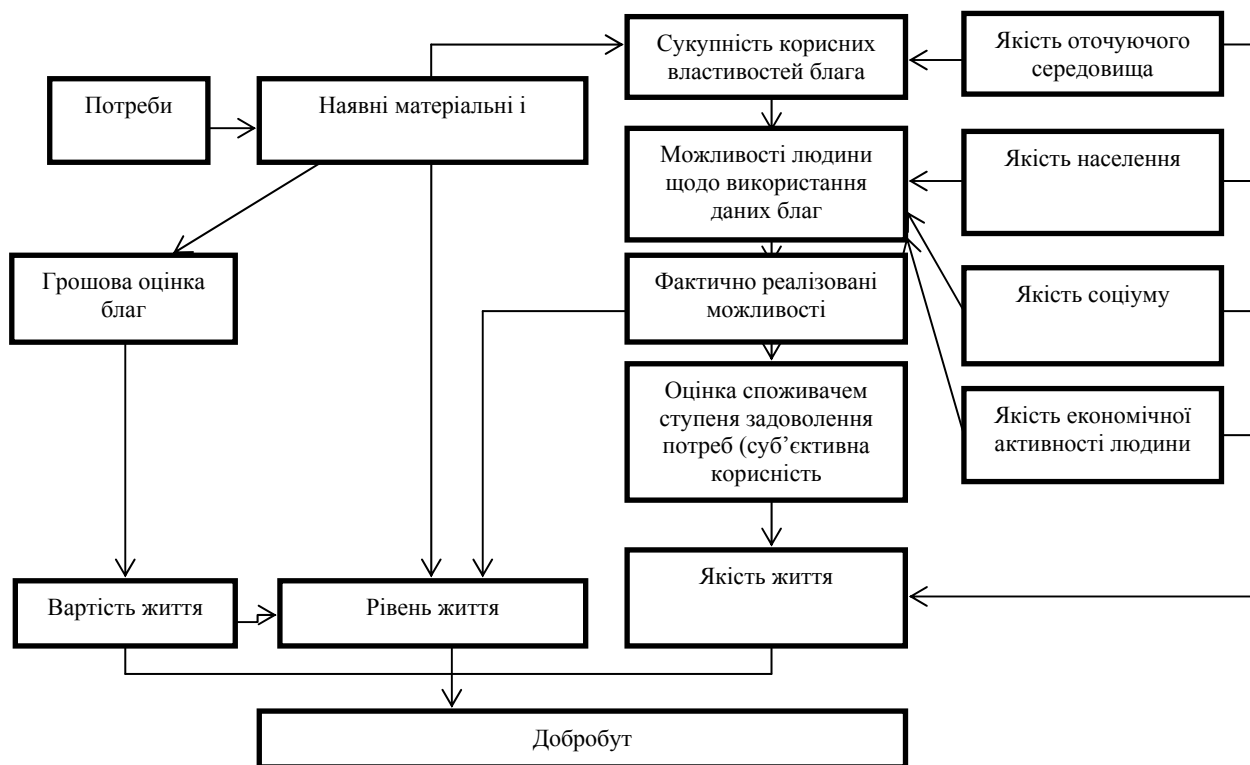 Сукупність корисних
властивостей блага
Якість оточуючого
середовища
Потреби
Наявні матеріальні і
Можливості людини
щодо використання
даних благ
Якість населення
Грошова оцінка
благ
Фактично реалізовані
можливості
Якість соціуму
Оцінка споживачем
ступеня задоволення
потреб (суб’єктивна
корисність
Якість економічної
активності людини
Вартість життя
Рівень життя
Якість життя
Добробут